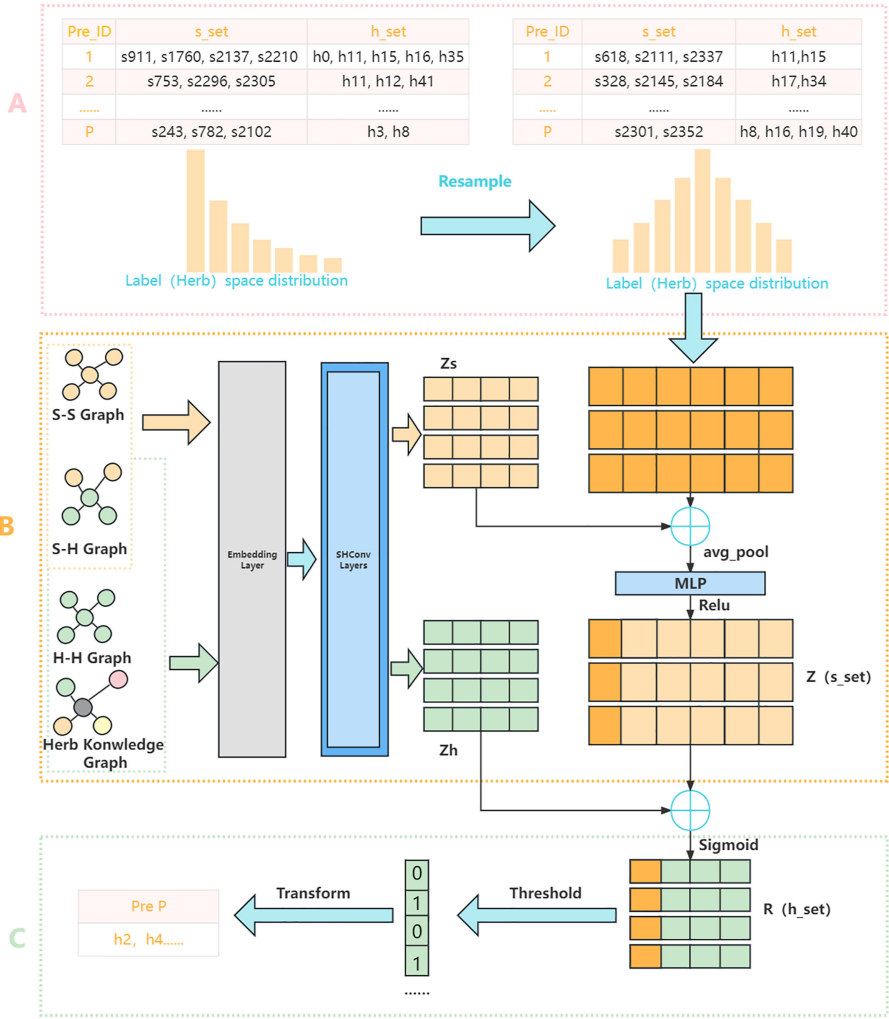 Pre_ID s_set h_set
1 s911, s1760, s2137, s2210 h0, h11, h15, h16, h35
2 s753, s2296, s2305 h11, h12, h41
...... ...... ......
P s243, s782, s2102 h3, h8
Pre_ID s_set h_set
1 s618, s2111, s2337 h11,h15
2 s328, s2145, s2184 h17,h34
..... ...... ......
P s2301, s2352 h8, h16, h19, h40
A
Resample
Label（Herb）space distribution
Label（Herb）space distribution
B
S-S Graph
S-H Graph
H-H Graph
Herb Konwledge
Graph
Embedding
Layer
SHConv
Layers
Zs
Zh
avg_pool
MLP
Relu
Z（s_set）
Sigmoid
C
R（h_set）
Threshold
0
1
0
1
......
Transform
Pre P
h2，h4......